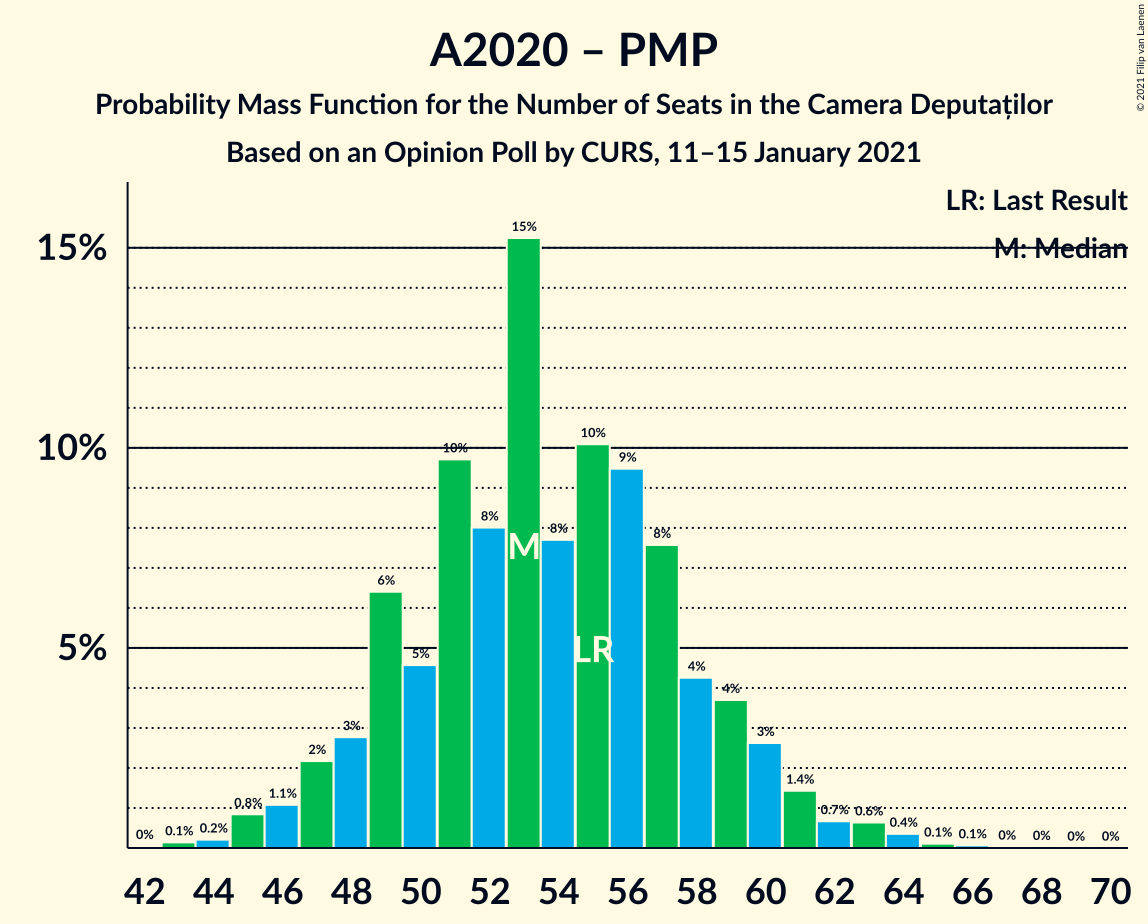 A2020 – PMP
Probability Mass Function for the Number of Seats in the Camera Deputaților
Based on an Opinion Poll by CURS, 11–15 January 2021
© 2021 Filip van Laenen
LR: Last Result
M: Median
15%
10%
5%
0% 0.1% 0.2% 0.8% 1.1% 2% 3% 6% 5% 10% 8% 15% 8% 10% 9% 8% 4% 4% 3% 1.4% 0.7% 0.6% 0.4% 0.1% 0.1% 0% 0% 0% 0%
M
LR
42 44 46 48 50 52 54 56 58 60 62 64 66 68 70